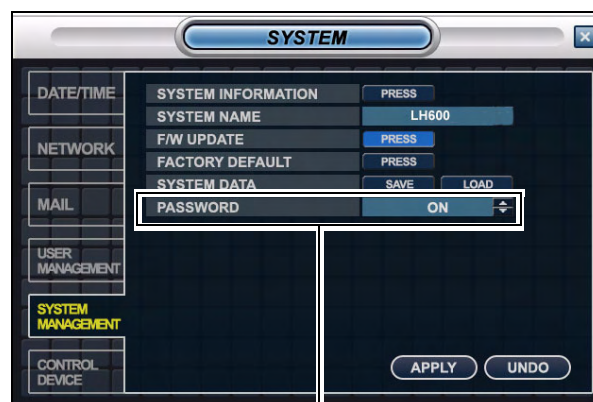 SYSTEM
DATE/TIME
NETWORK
MAIL
USER
MANAGEMENT
SYSTEM
MANAGEMENT
CONTROL
DEVICE
SYSTEM INFORMATION PRESS
SYSTEM NAME LH600
F/W UPDATE PRESS
FACTORY DEFAULT PRESS
SYSTEM DATA SAVE LOAD
PASSWORD ON
APPLY UNDO